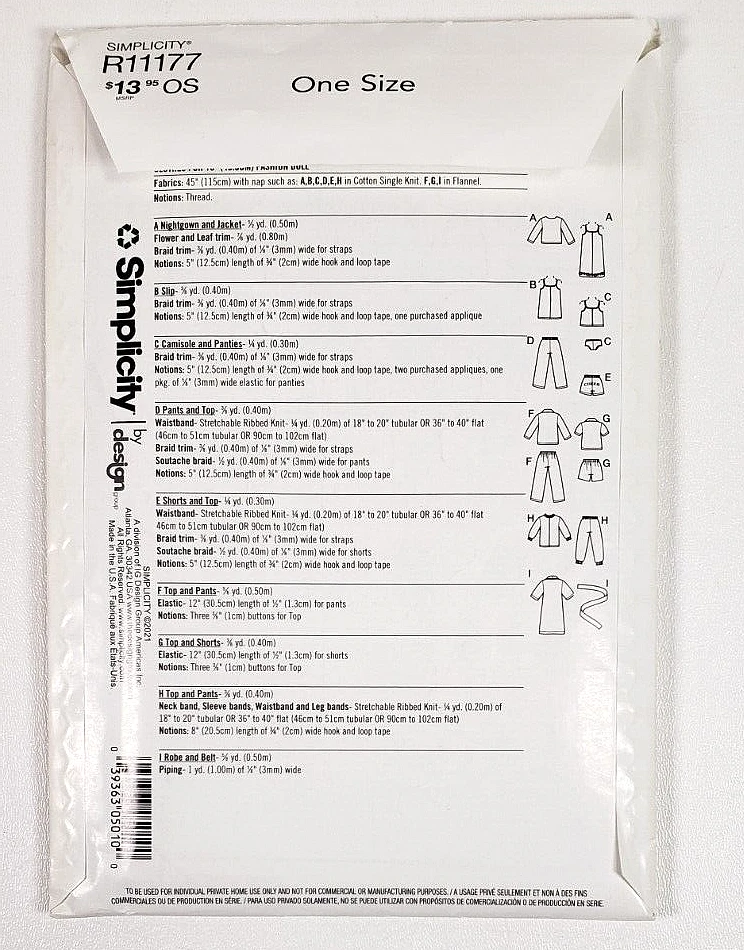 SIMPLICITY®
R11177
$13 95 OS
MSRP
One Size
Fabrics: 45" (115cm) with nap such as: A,B,C,D,E,H in Cotton Single Knit. F,G,I in Flannel.
Notions: Thread.
A Nightgown and Jacket- ½ yd. (0.50m)
Flower and Leaf trim- ⅞ yd. (0.80m)
Braid trim- ⅜ yd. (0.40m) of ⅛" (3mm) wide for straps
Notions: 5" (12.5cm) length of ¾" (2cm) wide hook and loop tape
B Slip- ⅜ yd. (0.40m)
Braid trim- ⅜ yd. (0.40m) of ⅛" (3mm) wide for straps
Notions: 5" (12.5cm) length of ¾" (2cm) wide hook and loop tape, one purchased applique
C Camisole and Panties- ¼ yd. (0.30m)
Braid trim- ⅜ yd. (0.40m) of ⅛" (3mm) wide for straps
Notions: 5" (12.5cm) length of ¾" (2cm) wide hook and loop tape, two purchased appliques, one
pkg. of ⅛" (3mm) wide elastic for panties
D Pants and Top- ⅜ yd. (0.40m)
Waistband- Stretchable Ribbed Knit- ¼ yd. (0.20m) of 18" to 20" tubular OR 36" to 40" flat
(46cm to 51cm tubular OR 90cm to 102cm flat)
Braid trim- ⅜ yd. (0.40m) of ⅛" (3mm) wide for straps
Soutache braid- ½ yd. (0.40m) of ⅛" (3mm) wide for pants
Notions: 5" (12.5cm) length of ¾" (2cm) wide hook and loop tape
E Shorts and Top- ¼ yd. (0.30m)
Waistband- Stretchable Ribbed Knit- ¼ yd. (0.20m) of 18" to 20" tubular OR 36" to 40" flat
46cm to 51cm tubular OR 90cm to 102cm flat)
Braid trim- ⅜ yd. (0.40m) of ⅛" (3mm) wide for straps
Soutache braid- ½ yd. (0.40m) of ⅛" (3mm) wide for shorts
Notions: 5" (12.5cm) length of ¾" (2cm) wide hook and loop tape
F Top and Pants- ⅝ yd. (0.50m)
Elastic- 12" (30.5cm) length of ½" (1.3cm) for pants
Notions: Three ⅜" (1cm) buttons for Top
G Top and Shorts- ⅜ yd. (0.40m)
Elastic- 12" (30.5cm) length of ½" (1.3cm) for shorts
Notions: Three ⅜" (1cm) buttons for Top
H Top and Pants- ⅜ yd. (0.40m)
Neck band, Sleeve bands, Waistband and Leg bands- Stretchable Ribbed Knit- ¼ yd. (0.20m) of
18" to 20" tubular OR 36" to 40" flat (46cm to 51cm tubular OR 90cm to 102cm flat)
Notions: 8" (20.5cm) length of ¾" (2cm) wide hook and loop tape
I Robe and Belt- ⅝ yd. (0.50m)
Piping- 1 yd. (1.00m) of ⅛" (3mm) wide
A
A
B
C
D
C
E
F
G
F
G
H
H
I
I
Simplicity
by
design
group
SIMPLICITY ©2021
A division of IG Design Group Americas Inc
Atlanta, GA. 30342 USA
All Rights Reserved. www.simplicity.com
Made in the U.S.A. Fabriqué aux États-Unis.
0 39363 05010 0
TO BE USED FOR INDIVIDUAL PRIVATE HOME USE ONLY AND NOT FOR COMMERCIAL OR MANUFACTURING PURPOSES. / A USAGE PRIVÉ SEULEMENT ET NON À DES FINS
COMMERCIALES OU DE PRODUCTION EN SÉRIE. / PARA USO PRIVADO SOLAMENTE, NO SE PUEDE UTILIZAR CON PROPÓSITOS DE COMERCIALIZACIÓN O DE PRODUCTION EN SERIE.